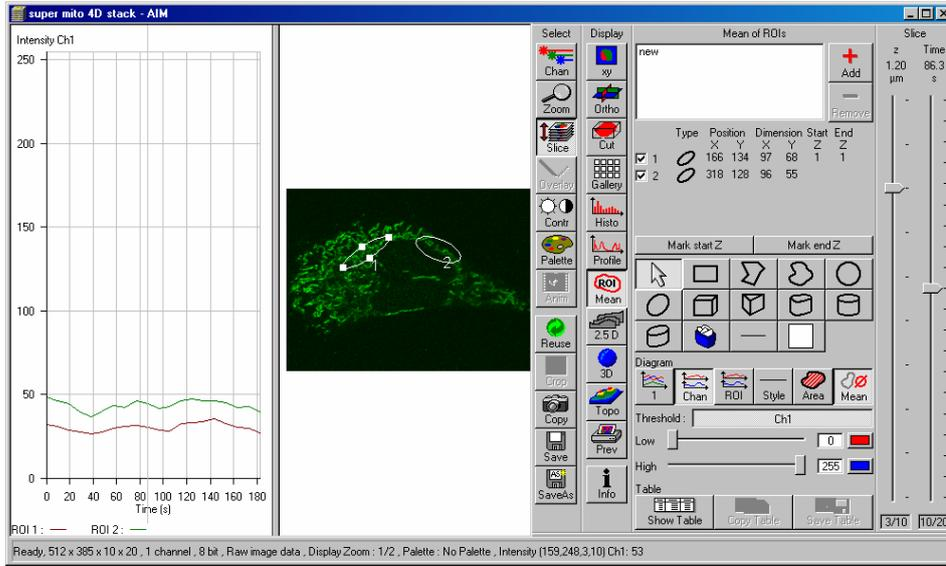 super mito 4D stack - AIM
Intensity Ch1
250
200
150
100
50
0
0 20 40 60 80 100 120 140 160 180
Time (s)
ROI 1 : ROI 2 :
1
2
Select
Chan
Zoom
Slice
Overlay
Contr
Palette
Anim
Reuse
Crop
Copy
Save
AS
SaveAs
Display
xy
Ortho
Cut
Gallery
Histo
Profile
ROI
Mean
2.5 D
3D
Topo
Prev
i
Info
Mean of ROIs
new
Add
Remove
Type Position Dimension Start End
X Y X Y Z Z
1 166 134 97 68 1 1
2 318 128 96 55
Mark start Z Mark end Z
Diagram
1 Chan ROI Style Area Mean
Threshold : Ch1
Low 0
High 255
Table
Show Table Copy Table Save Table
Slice
z Time
1.20 86.3
µm s
3/10 10/20
Ready, 512 x 385 x 10 x 20 , 1 channel , 8 bit , Raw image data , Display Zoom : 1/2 , Palette : No Palette , Intensity (159,248,3,10) Ch1: 53